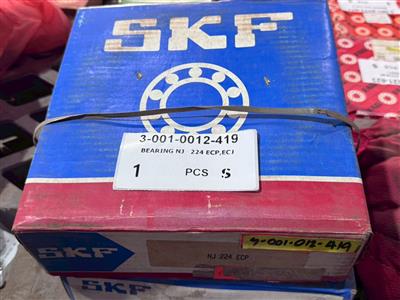 SKF
3-001-0012-419
BEARING NJ 224 ECP,ECJ
1 PCS S
3-001-012-419
SKF
NJ 224 ECP
SKF